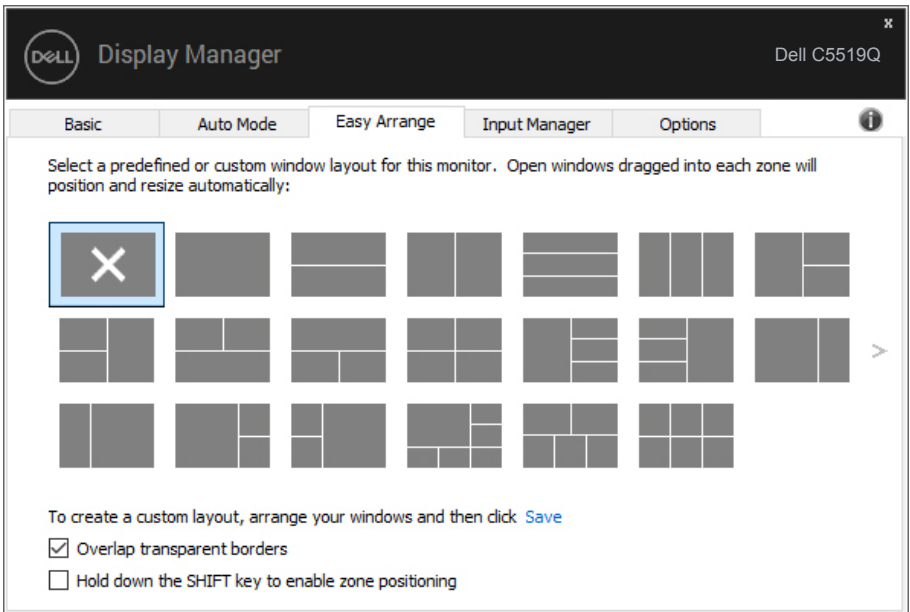 x
DELL
Display Manager
Dell C5519Q
Basic
Auto Mode
Easy Arrange
Input Manager
Options
i
Select a predefined or custom window layout for this monitor. Open windows dragged into each zone will
position and resize automatically:
>
To create a custom layout, arrange your windows and then click Save
Overlap transparent borders
Hold down the SHIFT key to enable zone positioning